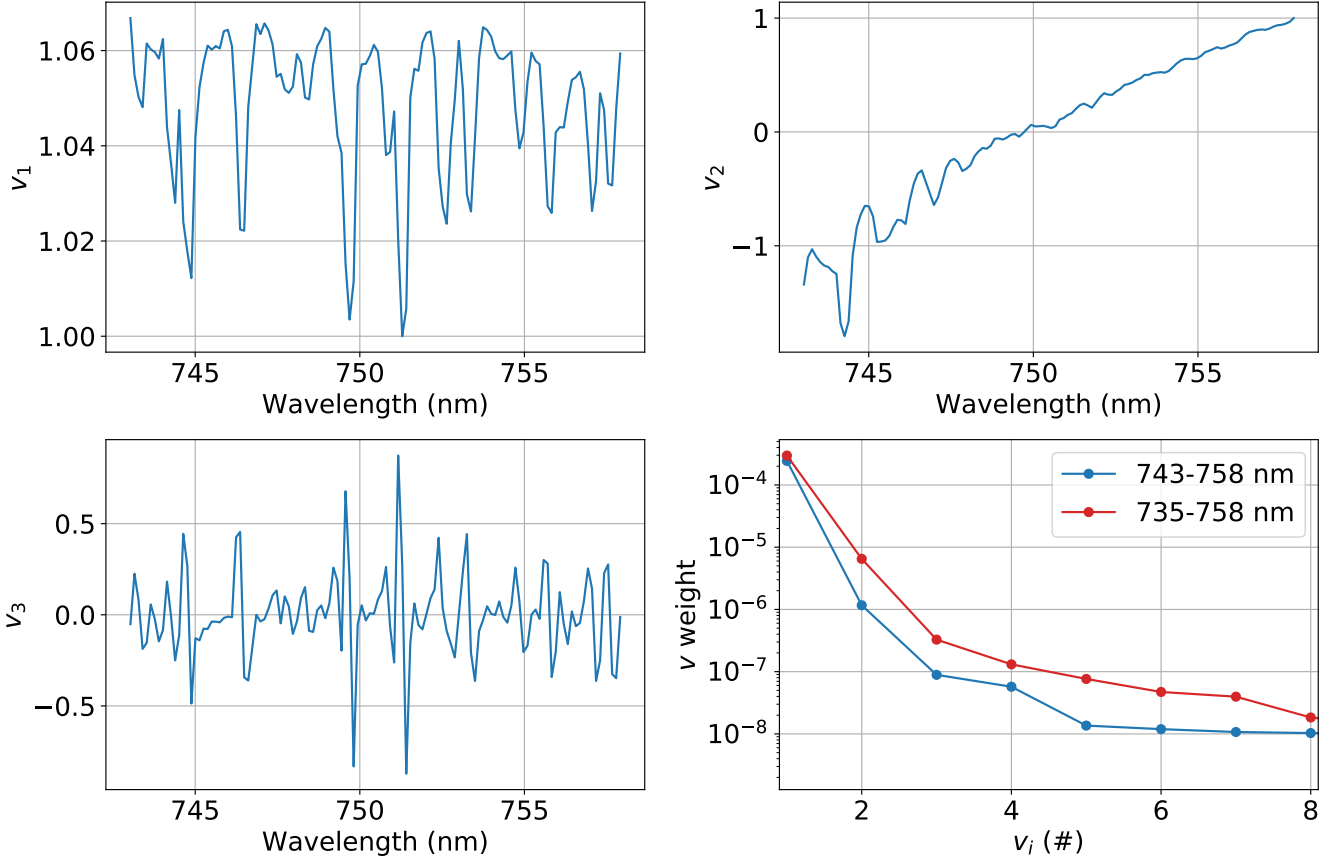 1.06
1.04
1.02
1.00
v₁
745
750
755
Wavelength (nm)
1
0
−1
v₂
745
750
755
Wavelength (nm)
0.5
0.0
−0.5
v₃
745
750
755
Wavelength (nm)
10⁻⁴
10⁻⁵
10⁻⁶
10⁻⁷
10⁻⁸
v weight
743-758 nm
735-758 nm
2
4
6
8
vᵢ (#)